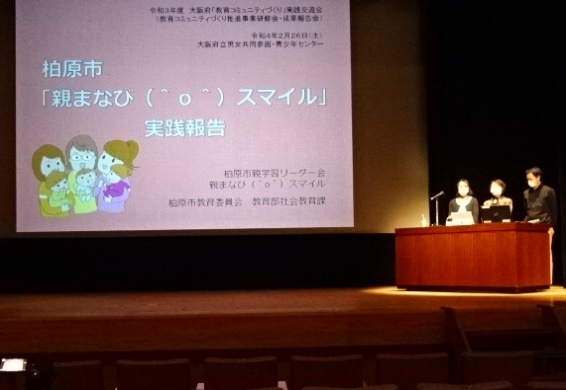 令和3年度 大阪府「教育コミュニティづくり」実践交流会
(教育コミュニティづくり推進事業研修会・成果報告会)
令和4年2月26日(土)
大阪府立男女共同参画・青少年センター
柏原市
「親まなび(^o^)スマイル」
実践報告
柏原市親学習リーダー会
親まなび(^o^)スマイル
柏原市教育委員会 教育部社会教育課